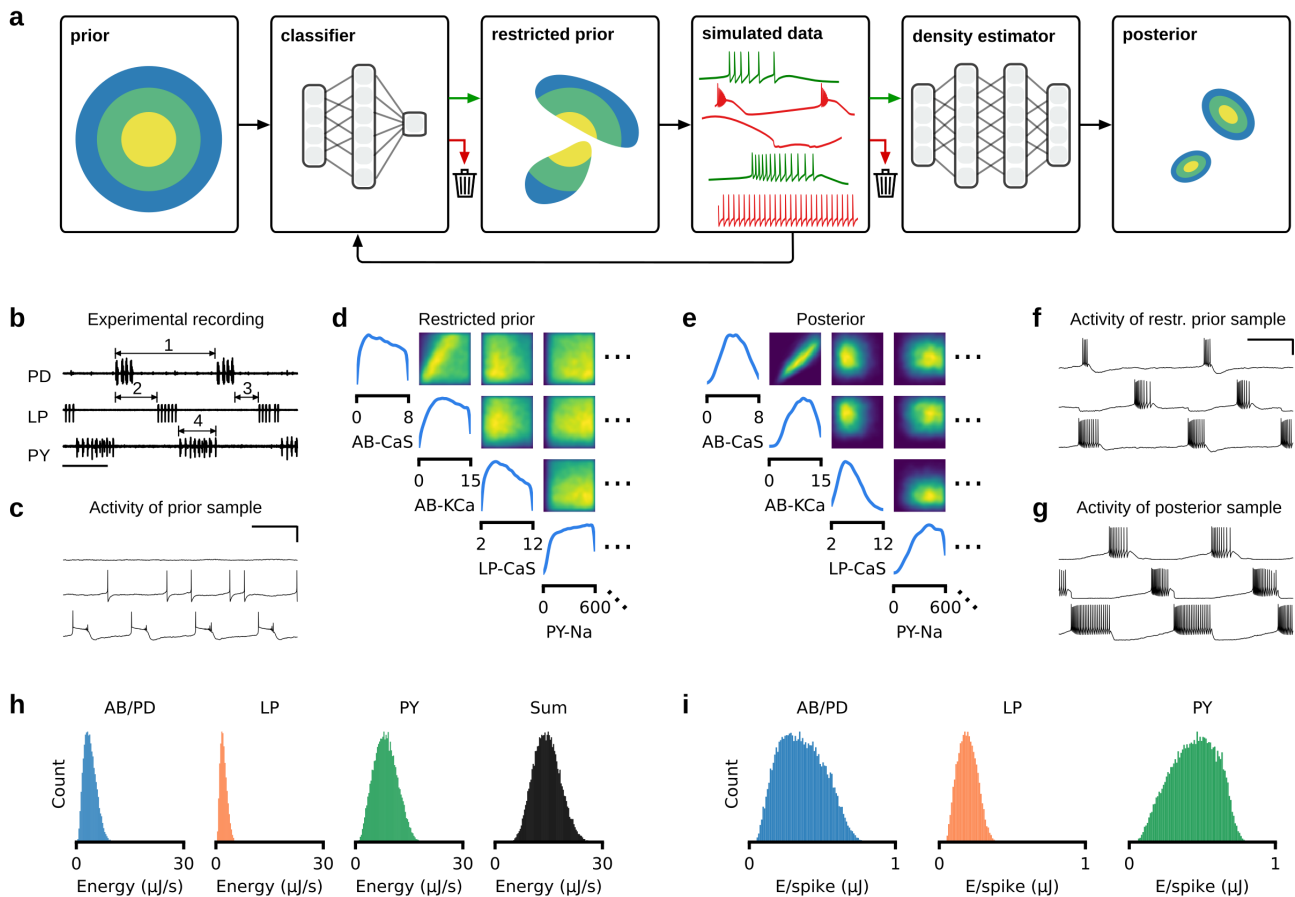 a
prior
classifier
restricted prior
simulated data
density estimator
posterior
b
Experimental recording
1
PD
2
3
LP
4
PY
c
Activity of prior sample
d
Restricted prior
...
0 8
AB-CaS
...
0 15
AB-KCa
...
2 12
LP-CaS
...
0 600
PY-Na
e
Posterior
...
0 8
AB-CaS
...
0 15
AB-KCa
...
2 12
LP-CaS
...
0 600
PY-Na
f
Activity of restr. prior sample
g
Activity of posterior sample
h
AB/PD
LP
PY
Sum
Count
0 30
Energy (μJ/s)
0 30
Energy (μJ/s)
0 30
Energy (μJ/s)
0 30
Energy (μJ/s)
i
AB/PD
LP
PY
Count
0 1
E/spike (μJ)
0 1
E/spike (μJ)
0 1
E/spike (μJ)